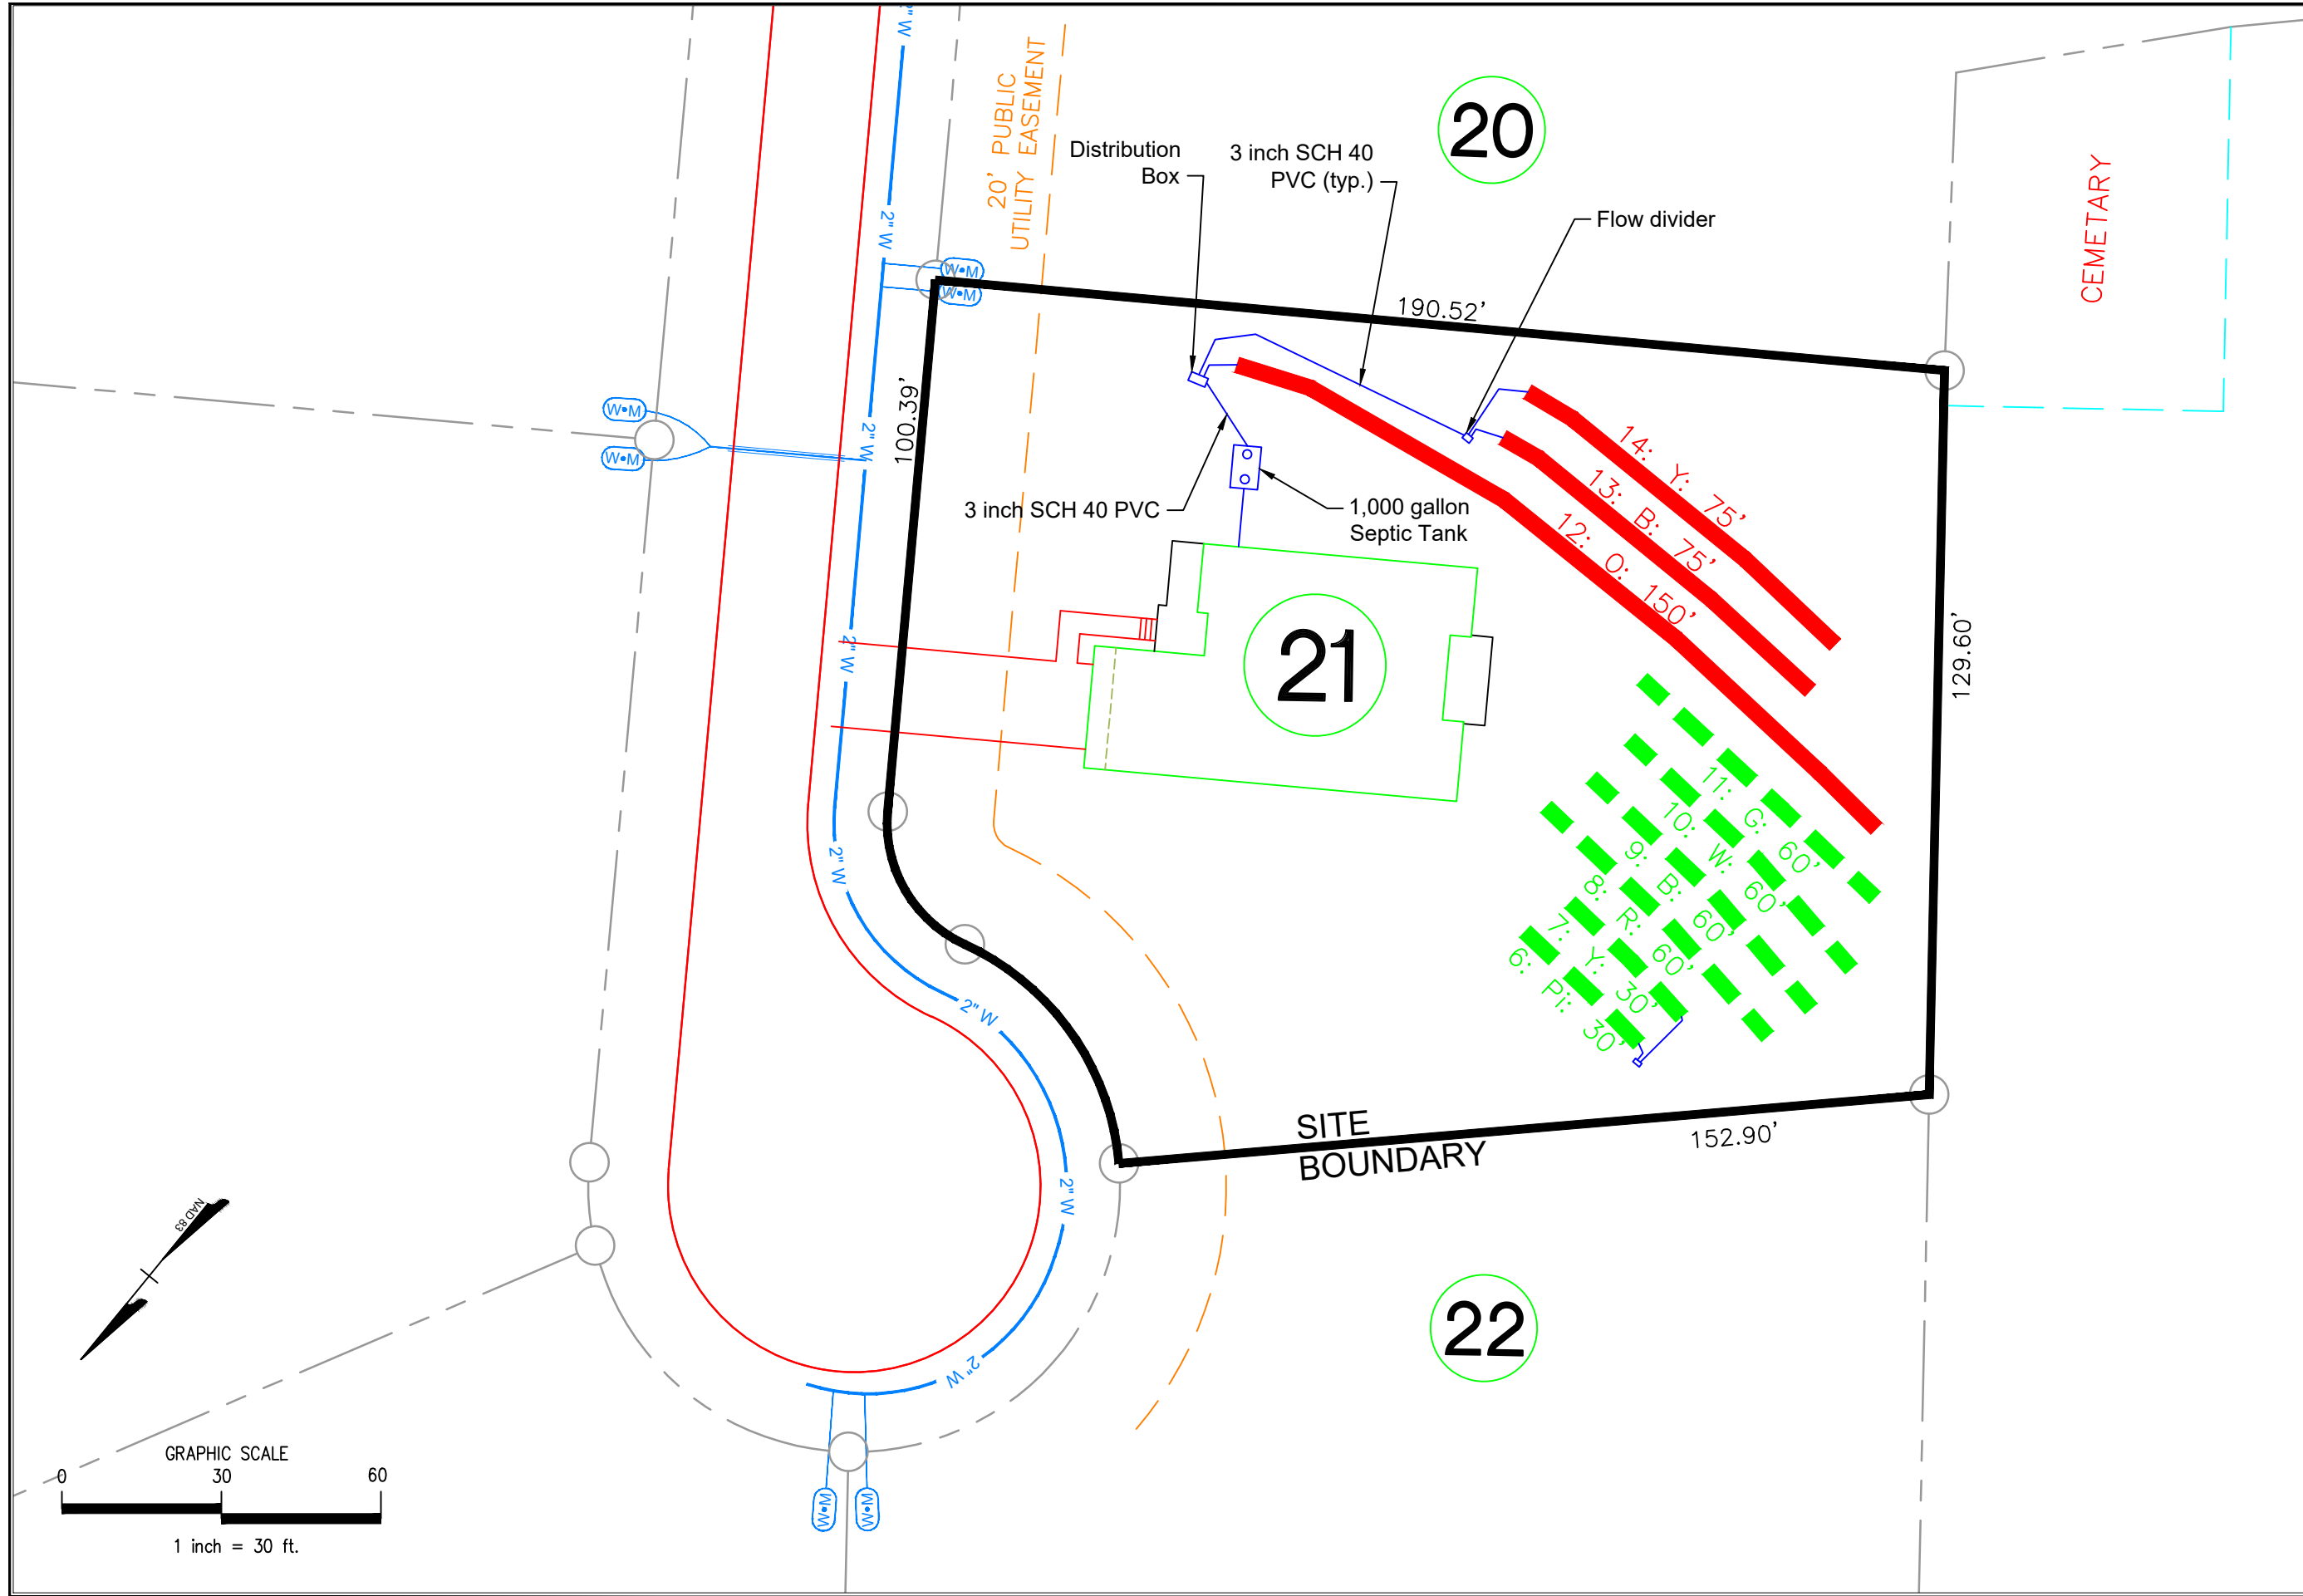 2" W
20' PUBLIC
UTILITY EASEMENT
20
Distribution
Box
3 inch SCH 40
PVC (typ.)
Flow divider
CEMETARY
2" W
W•M
W•M
190.52'
100.39'
W•M
W•M
2" W
14: Y: 75'
13: B: 75'
12: O: 150'
3 inch SCH 40 PVC
1,000 gallon
Septic Tank
21
129.60'
2" W
2" W
11: G: 60'
10: W: 60'
9: B: 60'
8: R: 60'
7: Y: 30'
6: Pi: 30'
2" W
SITE
BOUNDARY
152.90'
2" W
NAD 83
22
2" W
W•M
W•M
GRAPHIC SCALE
0 30 60
1 inch = 30 ft.